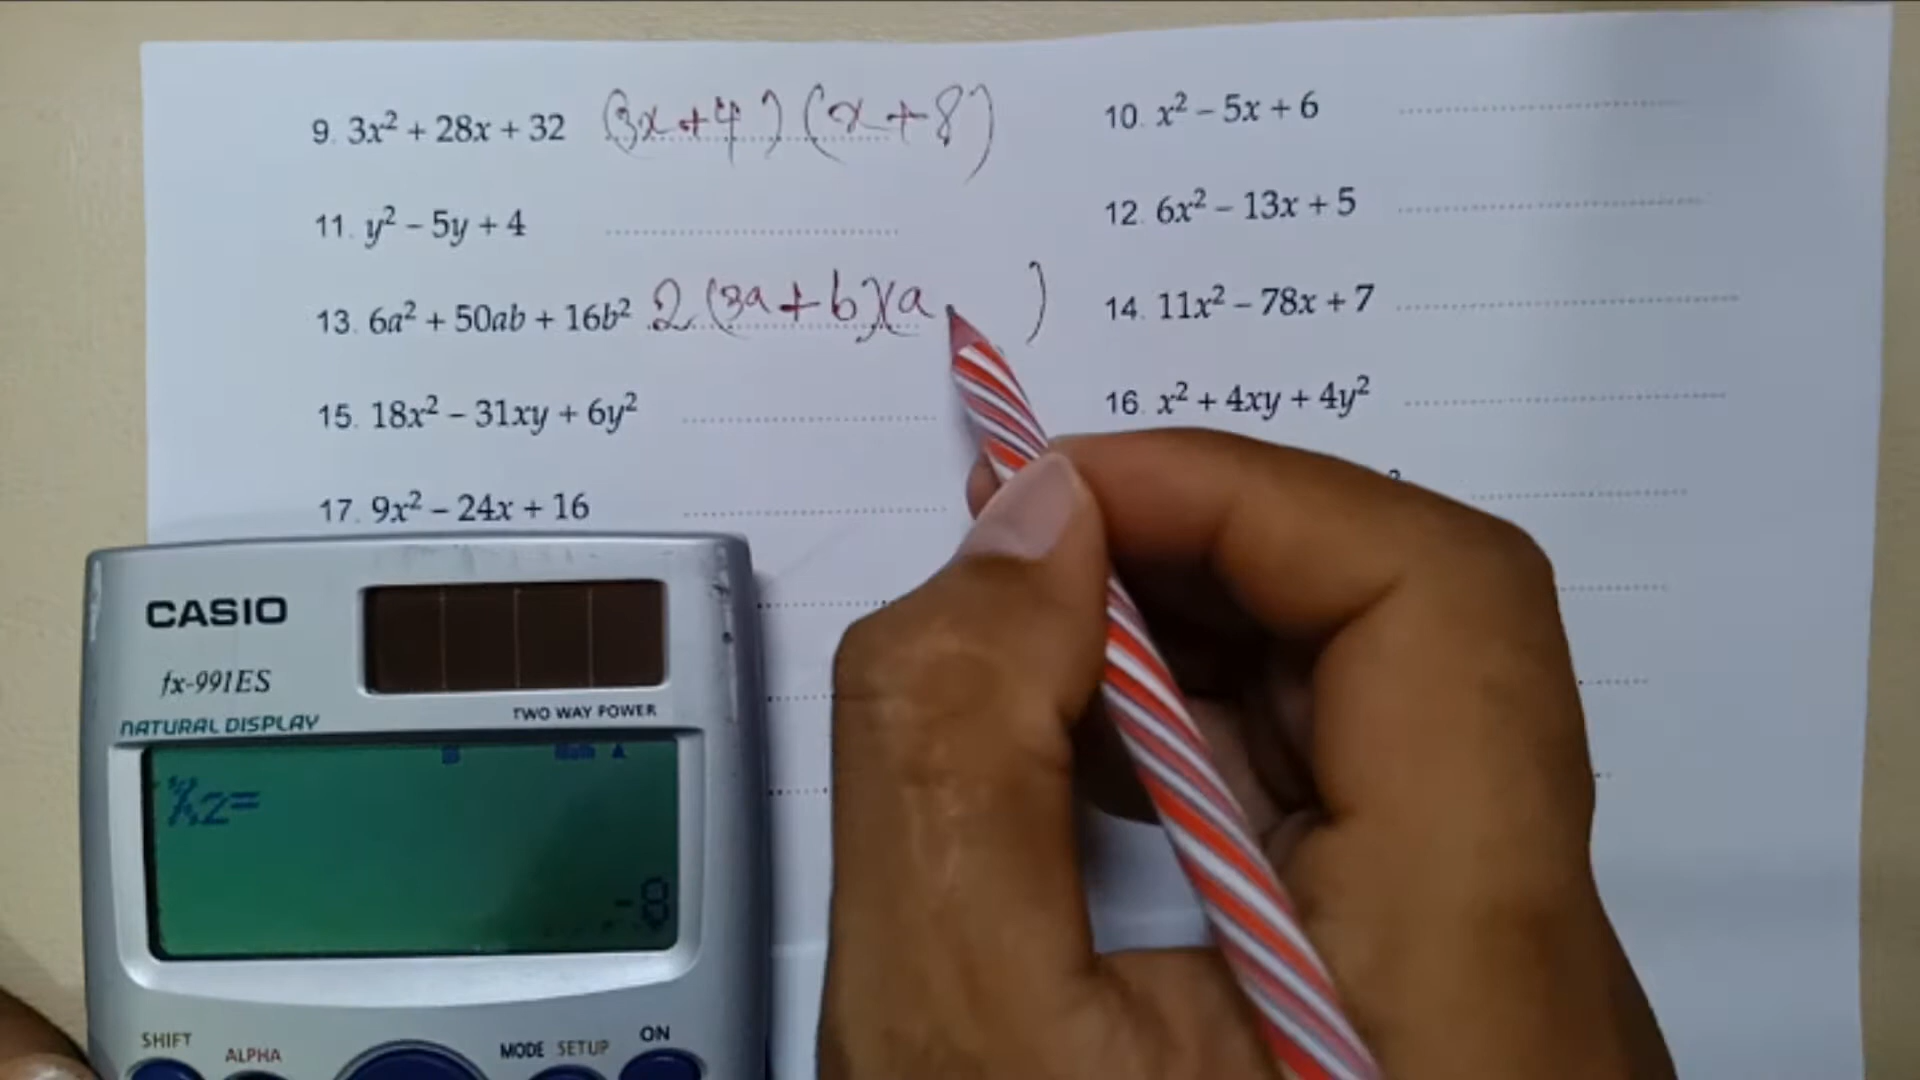 9. 3x² + 28x + 32 (3x+4)(x+8)
10. x² – 5x + 6
11. y² – 5y + 4
12. 6x² – 13x + 5
13. 6a² + 50ab + 16b² 2(3a+b)(a )
14. 11x² – 78x + 7
15. 18x² – 31xy + 6y²
16. x² + 4xy + 4y²
17. 9x² – 24x + 16
CASIO
fx-991ES
NATURAL DISPLAY
TWO WAY POWER
Math ▲
X₂=
-8
SHIFT
ALPHA
MODE SETUP
ON